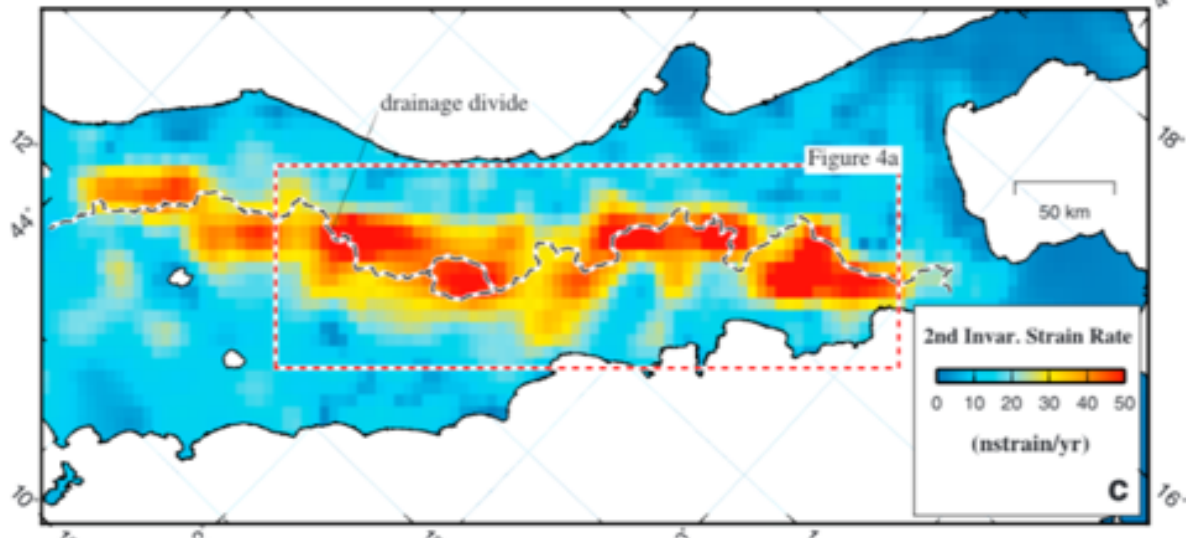 drainage divide
Figure 4a
12˚
18˚
50 km
44˚
2nd Invar. Strain Rate
0 10 20 30 40 50
(nstrain/yr)
C
10
16˚